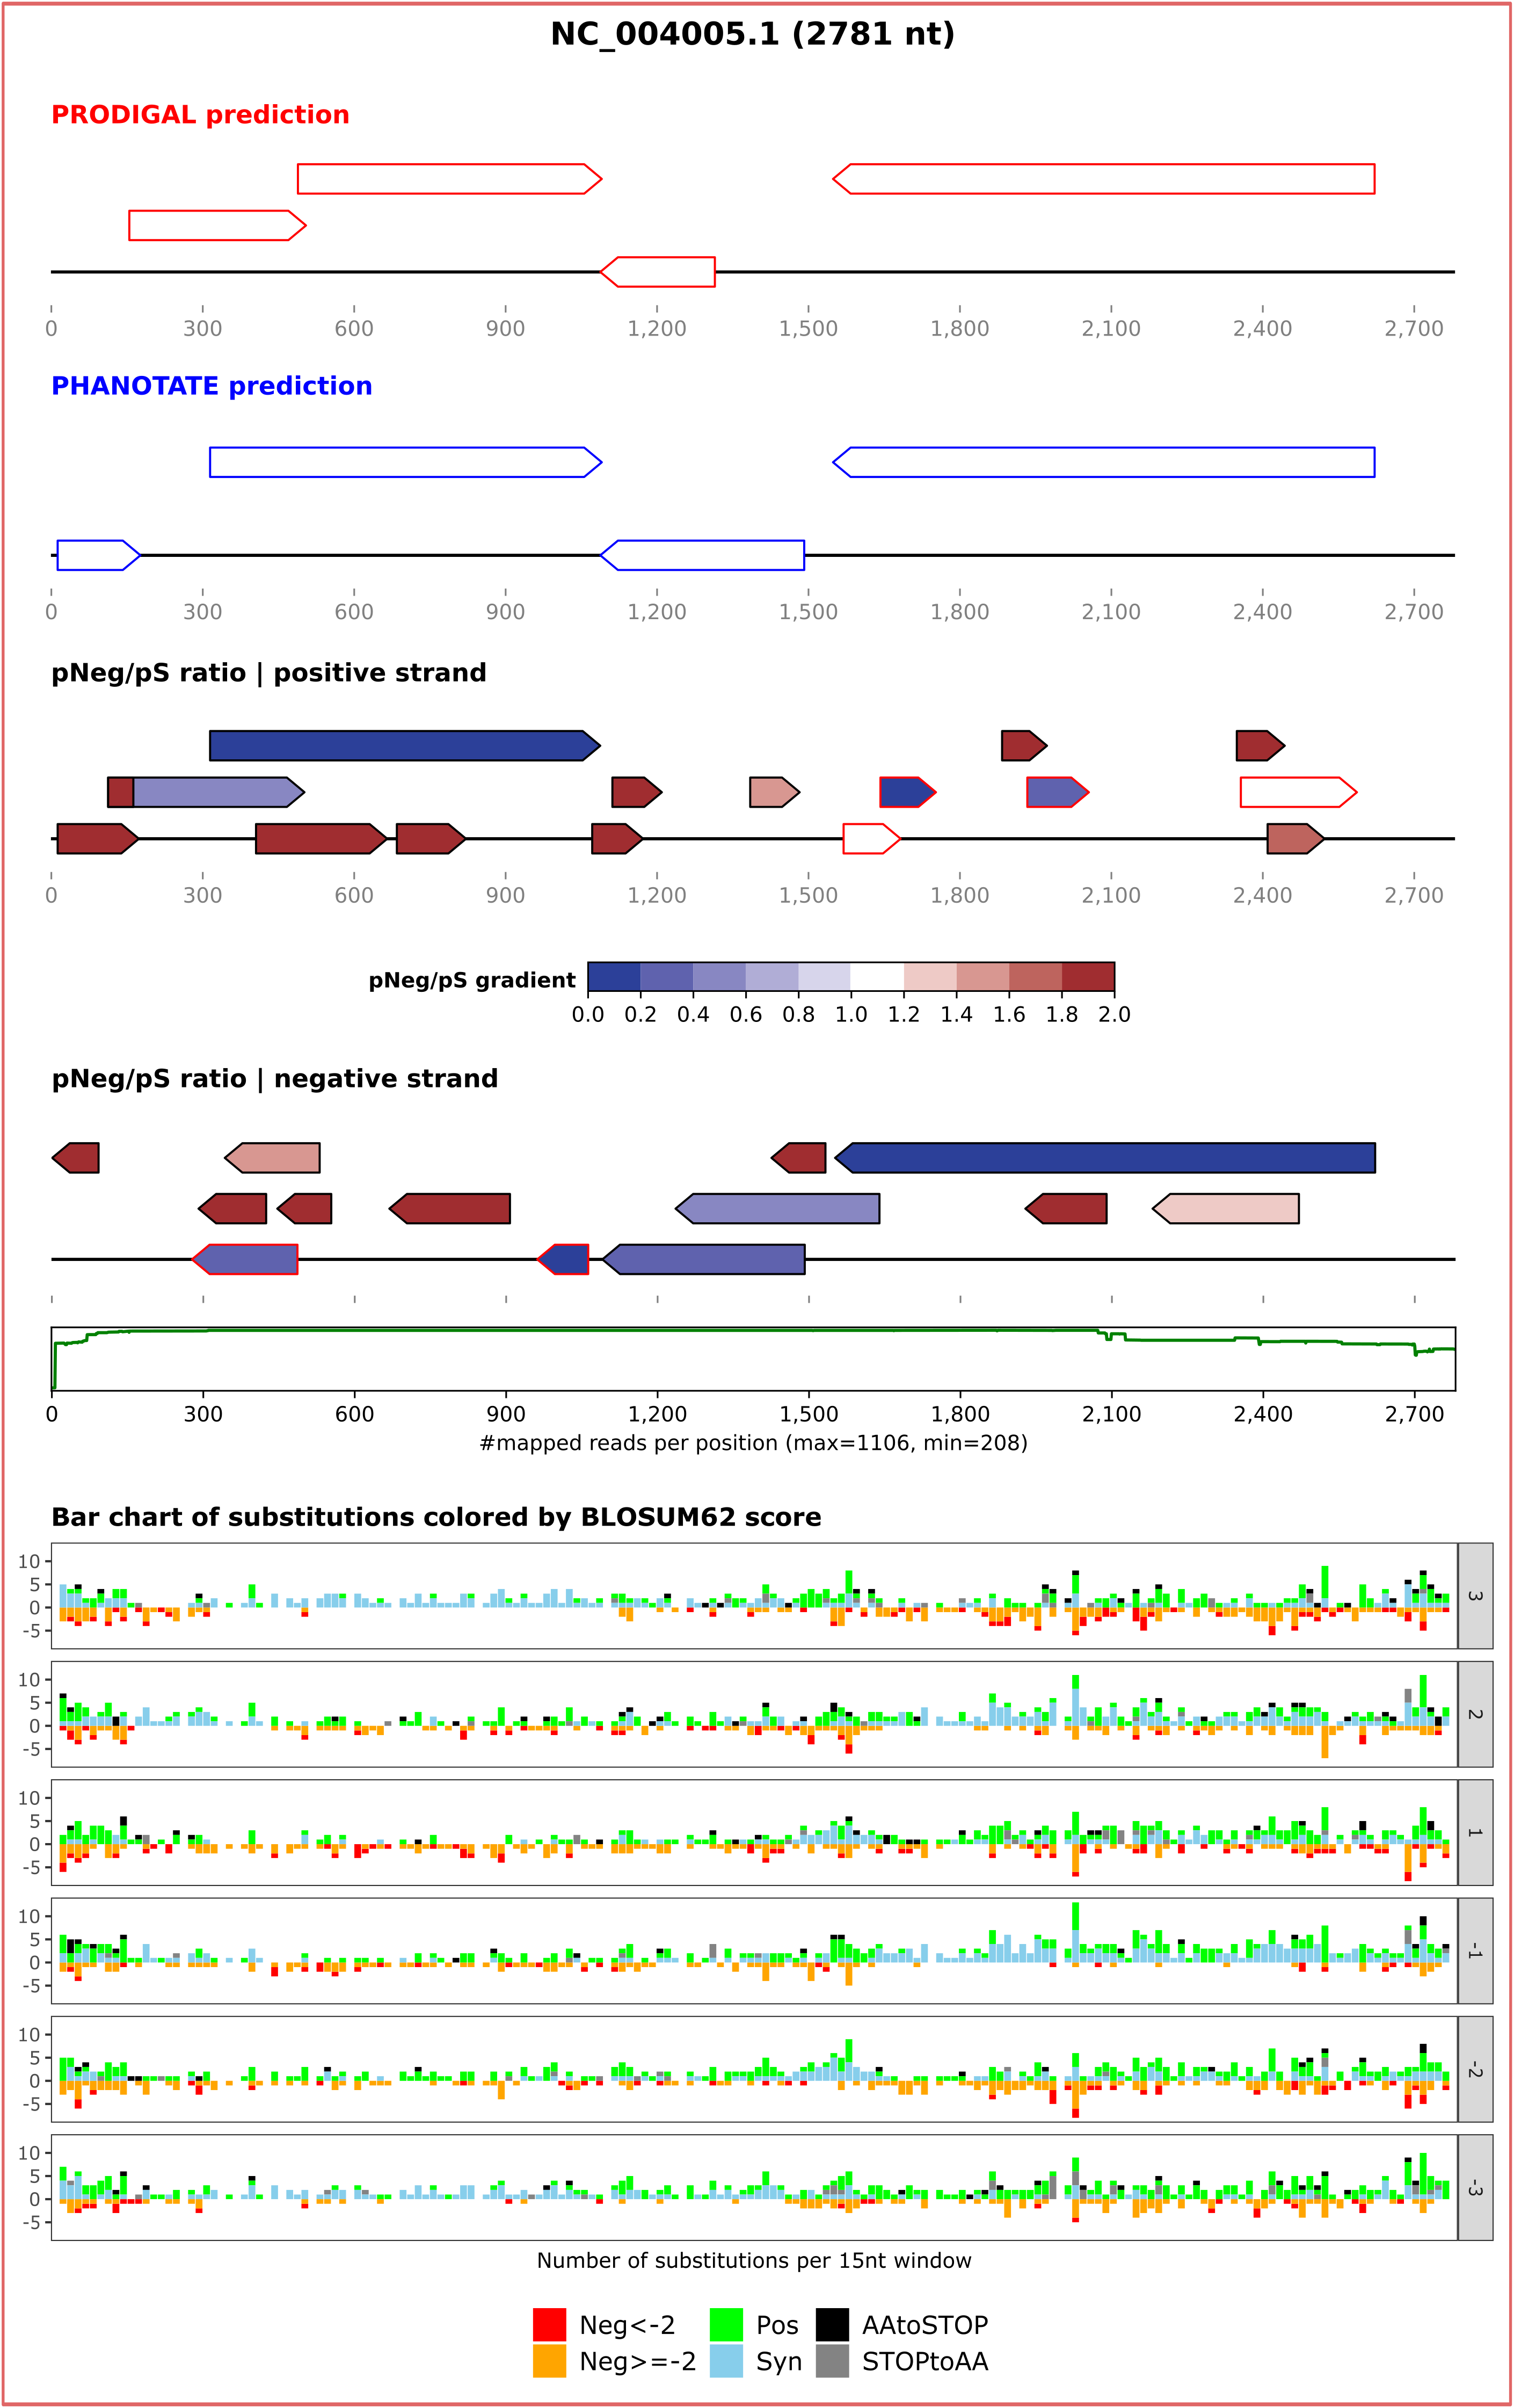 NC_004005.1 (2781 nt)
PRODIGAL prediction
0 300 600 900 1,200 1,500 1,800 2,100 2,400 2,700
PHANOTATE prediction
0 300 600 900 1,200 1,500 1,800 2,100 2,400 2,700
pNeg/pS ratio | positive strand
0 300 600 900 1,200 1,500 1,800 2,100 2,400 2,700
pNeg/pS gradient
0.0 0.2 0.4 0.6 0.8 1.0 1.2 1.4 1.6 1.8 2.0
pNeg/pS ratio | negative strand
0 300 600 900 1,200 1,500 1,800 2,100 2,400 2,700
#mapped reads per position (max=1106, min=208)
Bar chart of substitutions colored by BLOSUM62 score
10
5
0
-5
3
10
5
0
-5
2
10
5
0
-5
1
10
5
0
-5
-1
10
5
0
-5
-2
10
5
0
-5
-3
Number of substitutions per 15nt window
Neg<-2 Pos AAtoSTOP
Neg>=-2 Syn STOPtoAA